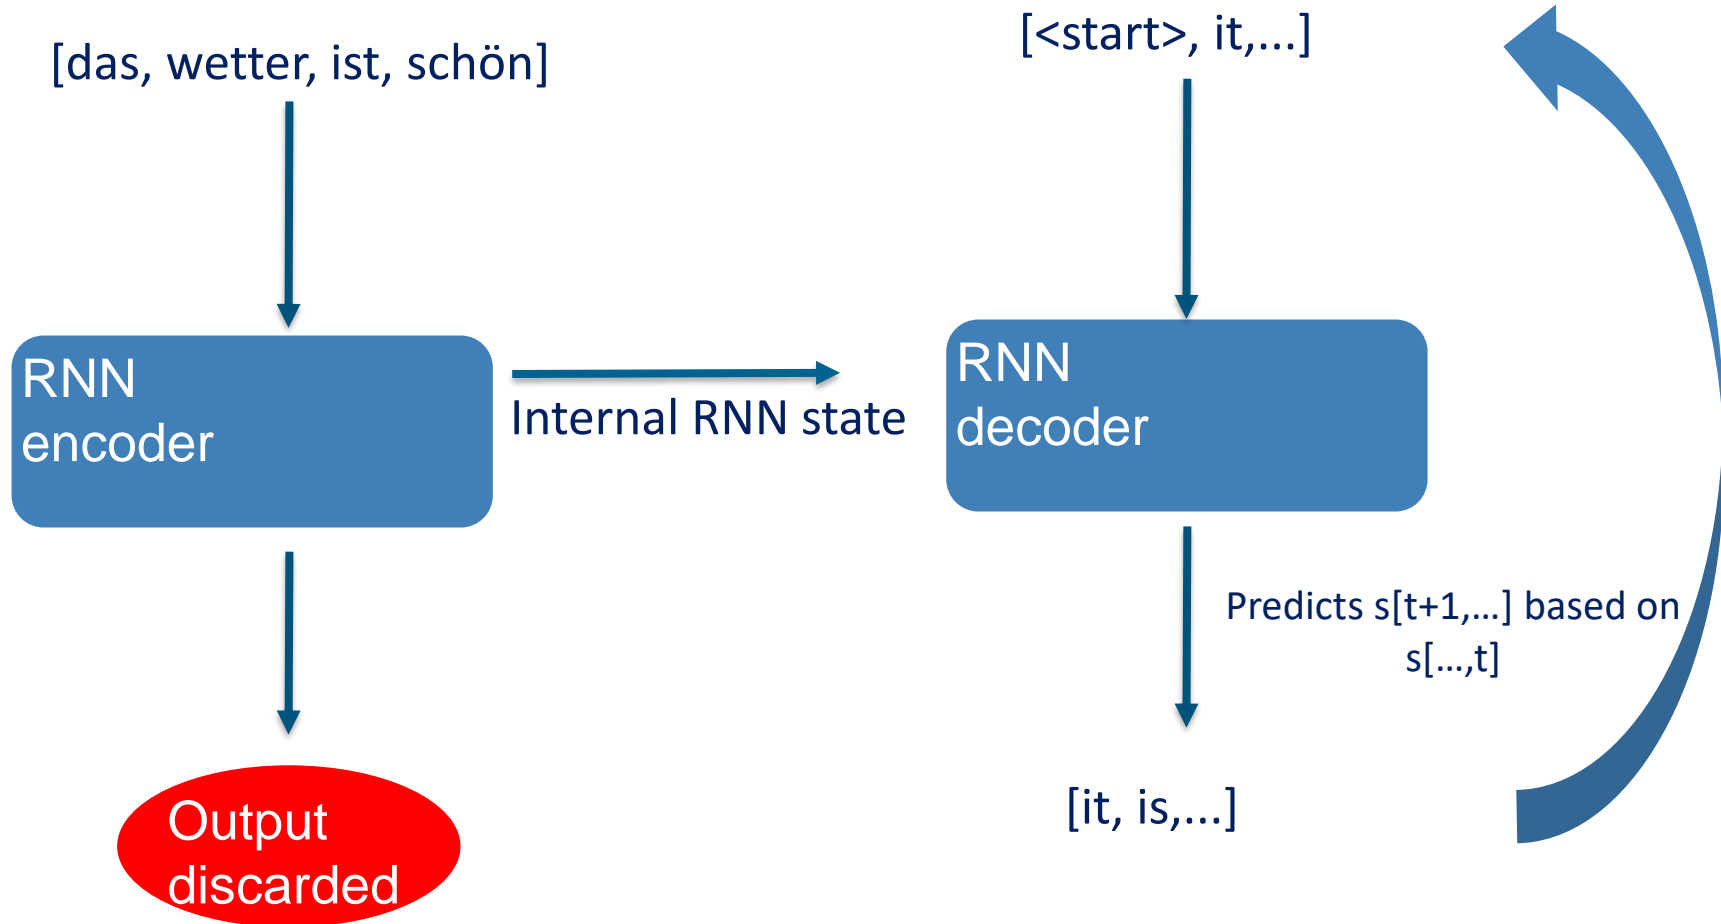 [das, wetter, ist, schön]
RNN
encoder
Output
discarded
Internal RNN state
[<start>, it,...]
RNN
decoder
Predicts s[t+1,...] based on
s[...,t]
[it, is,...]